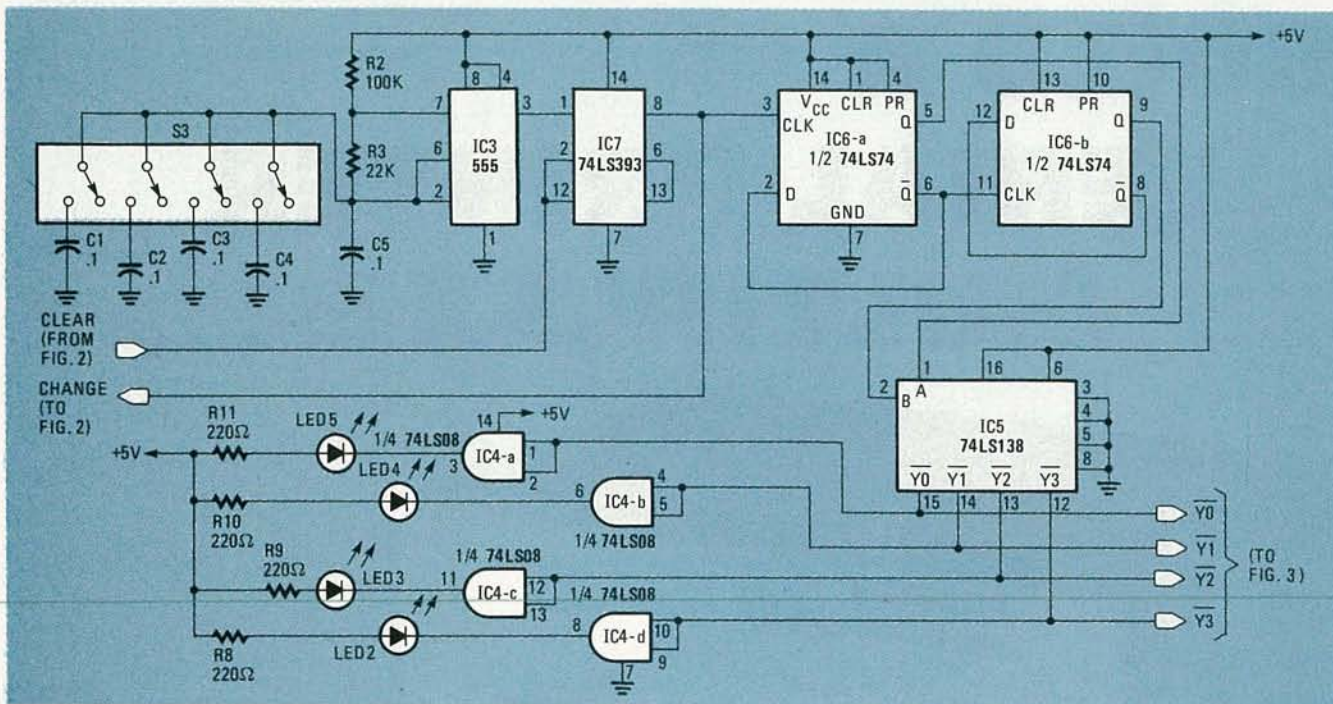 +5V
R2
100K
8
4
14
14
1
4
13
10
S3
7
3
1
8
3
VCC
CLR
PR
5
12
CLR
PR
9
CLK
Q
D
Q
R3
22K
6
IC3
555
2
IC7
74LS393
6
IC6-a
1/2 74LS74
IC6-b
1/2 74LS74
2
12
13
2
D
Q
6
11
CLK
Q
8
GND
C1
.1
C2
.1
C3
.1
C4
.1
C5
.1
1
7
7
CLEAR
(FROM
FIG. 2)
CHANGE
(TO
FIG. 2)
1
16
6
2
A
B
3
4
5
8
IC5
74LS138
Y0
Y1
Y2
Y3
15
14
13
12
R11
220Ω
LED5
14
+5V
1/4 74LS08
+5V
3
IC4-a
1
2
LED4
R10
220Ω
6
IC4-b
4
5
1/4 74LS08
R9
220Ω
LED3
1/4 74LS08
11
IC4-c
12
13
1/4 74LS08
R8
220Ω
LED2
8
IC4-d
10
9
7
Y0
Y1
Y2
Y3
(TO
FIG. 3)